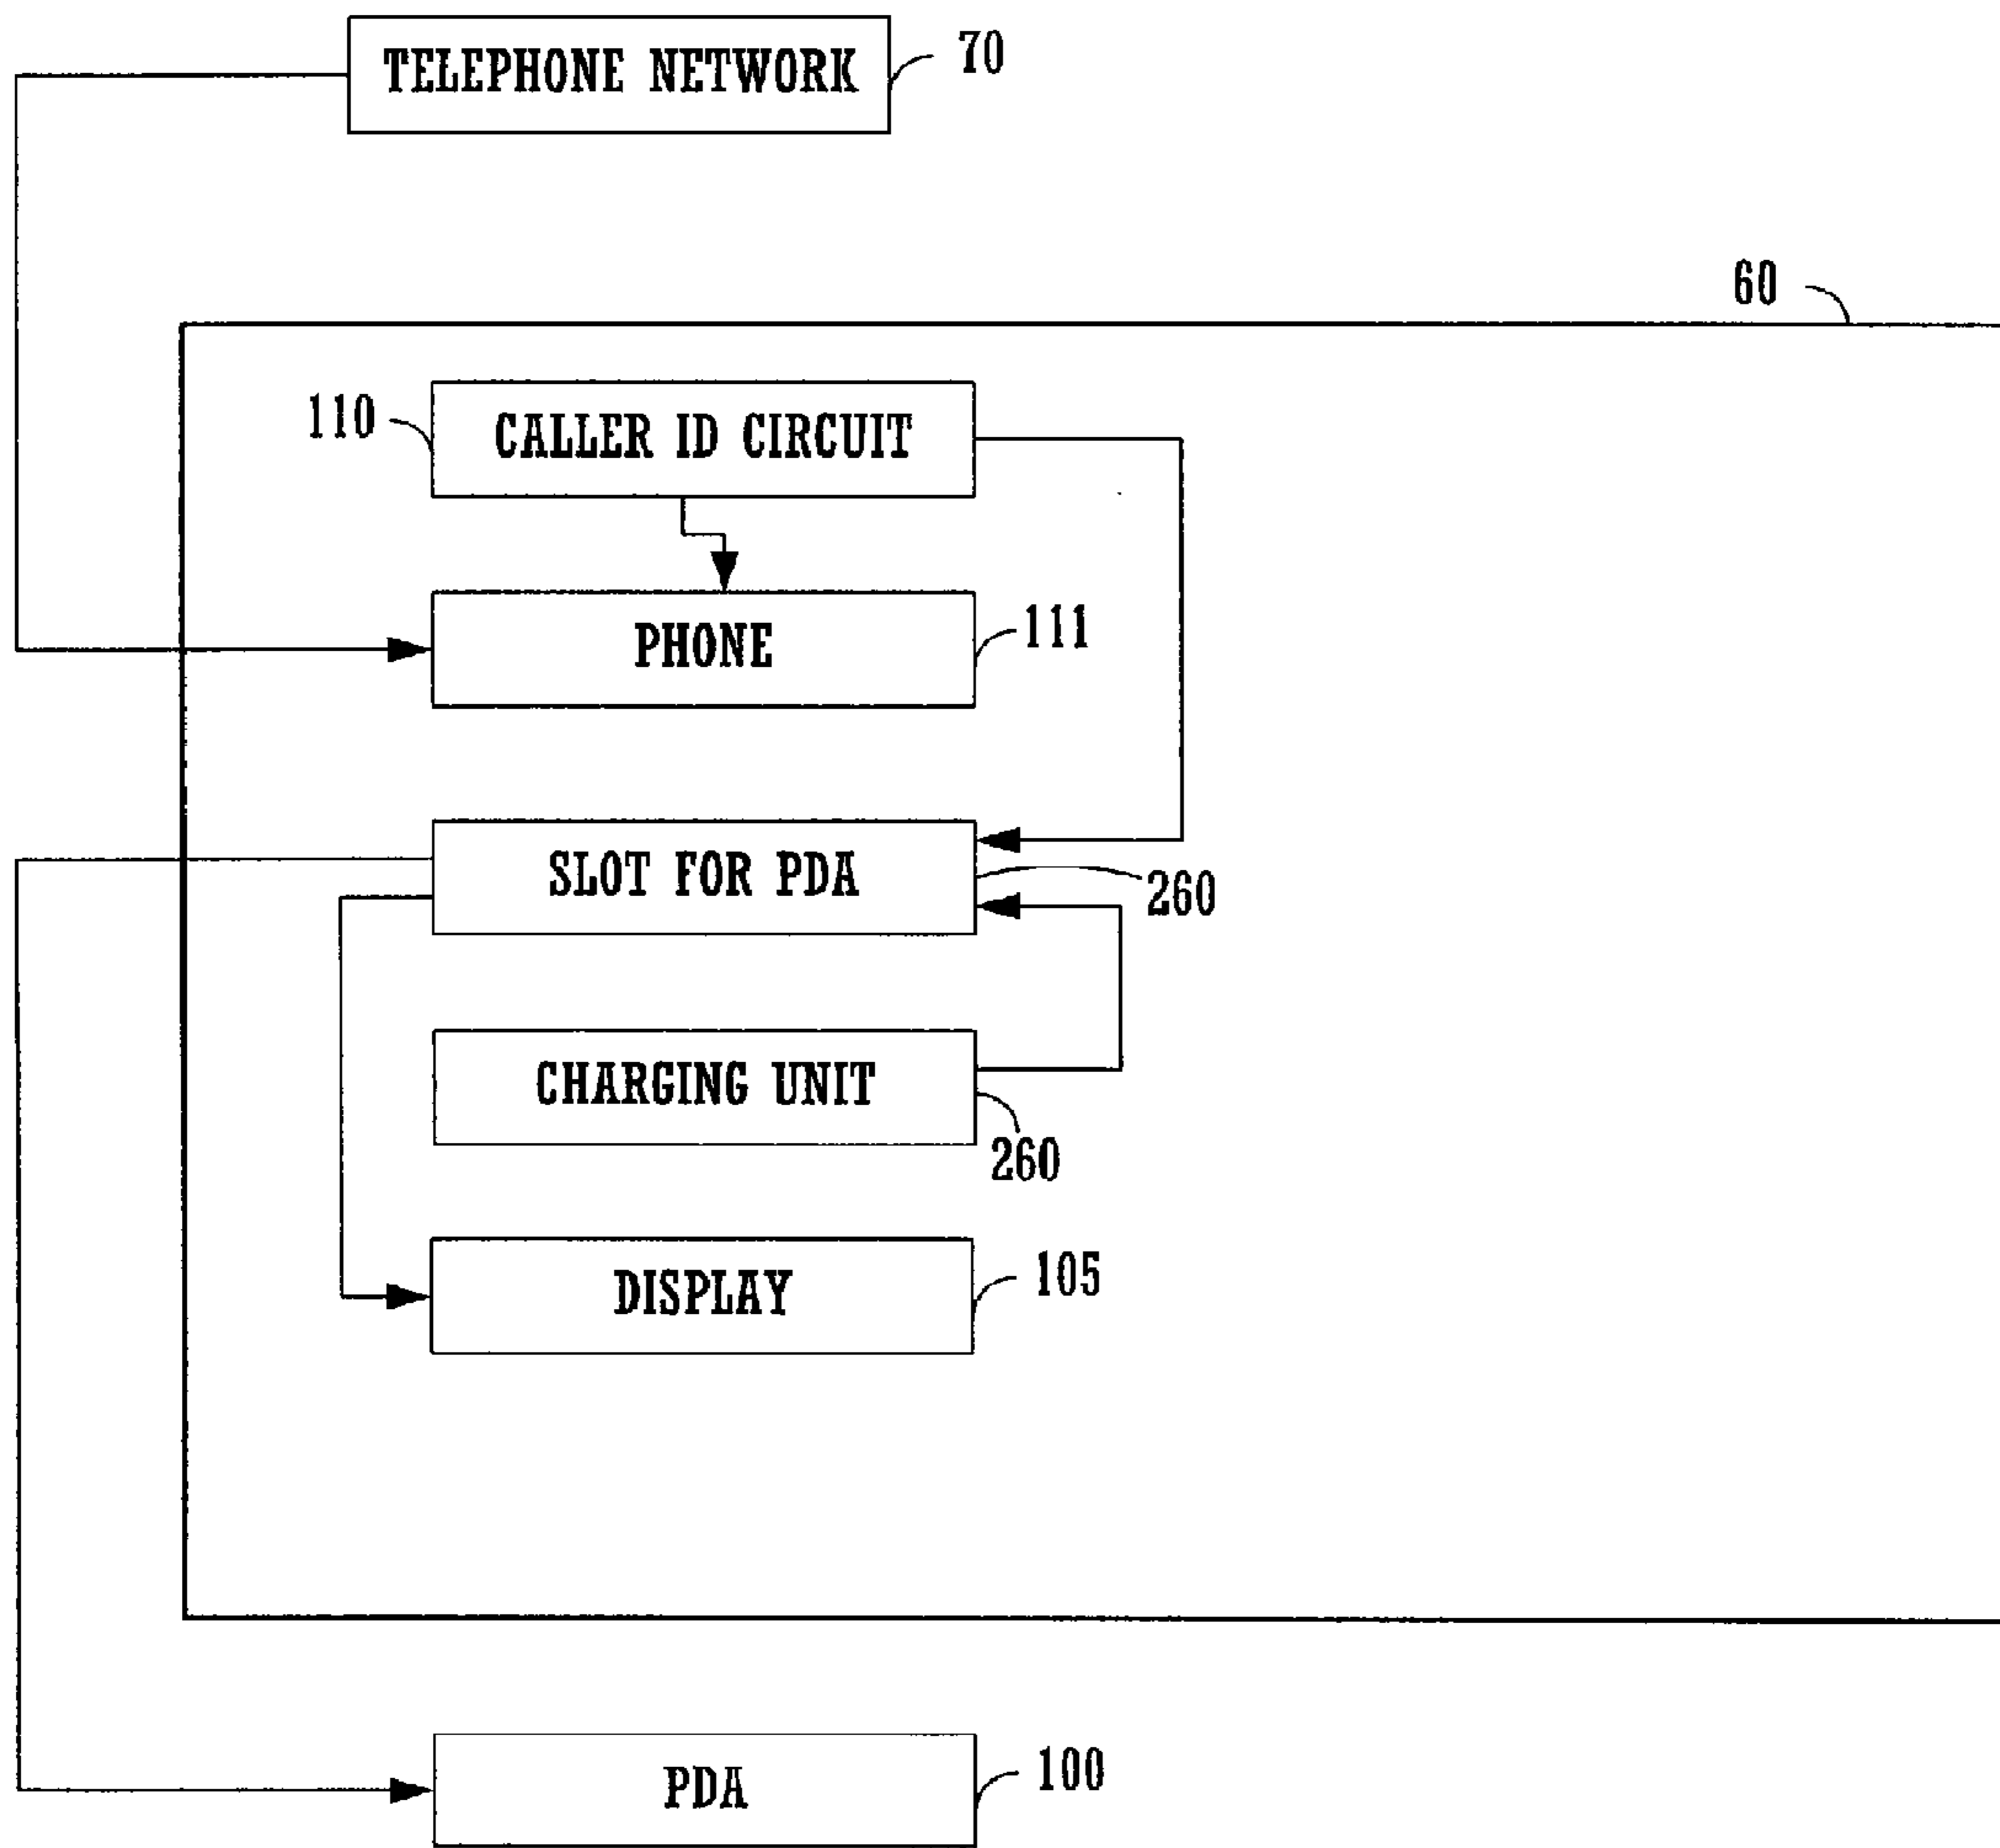 TELEPHONE NETWORK
70
60
110
CALLER ID CIRCUIT
PHONE
111
SLOT FOR PDA
260
CHARGING UNIT
260
DISPLAY
105
PDA
100